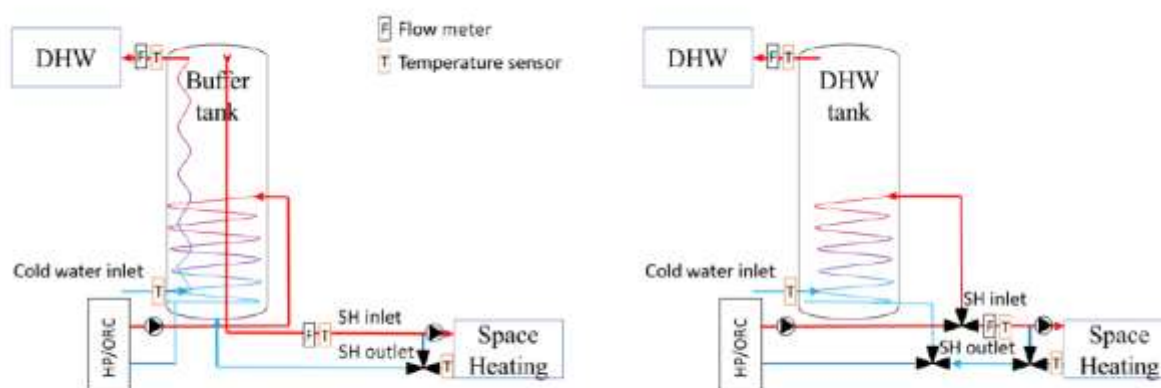 DHW
F
T
Buffer
tank
F Flow meter
T Temperature sensor
Cold water inlet
T
HP/ORC
F
T
SH inlet
SH outlet
T
Space
Heating
DHW
F
T
DHW
tank
Cold water inlet
T
HP/ORC
SH inlet
F
T
SH outlet
T
Space
Heating